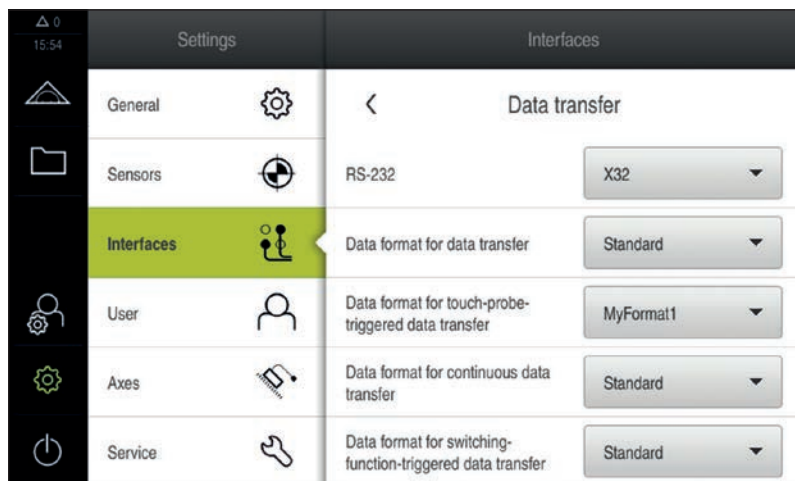 0
15:54
Settings
Interfaces
General
Sensors
Interfaces
User
Axes
Service
Data transfer
RS-232
X32
Data format for data transfer
Standard
Data format for touch-probe-
triggered data transfer
MyFormat1
Data format for continuous data
transfer
Standard
Data format for switching-
function-triggered data transfer
Standard